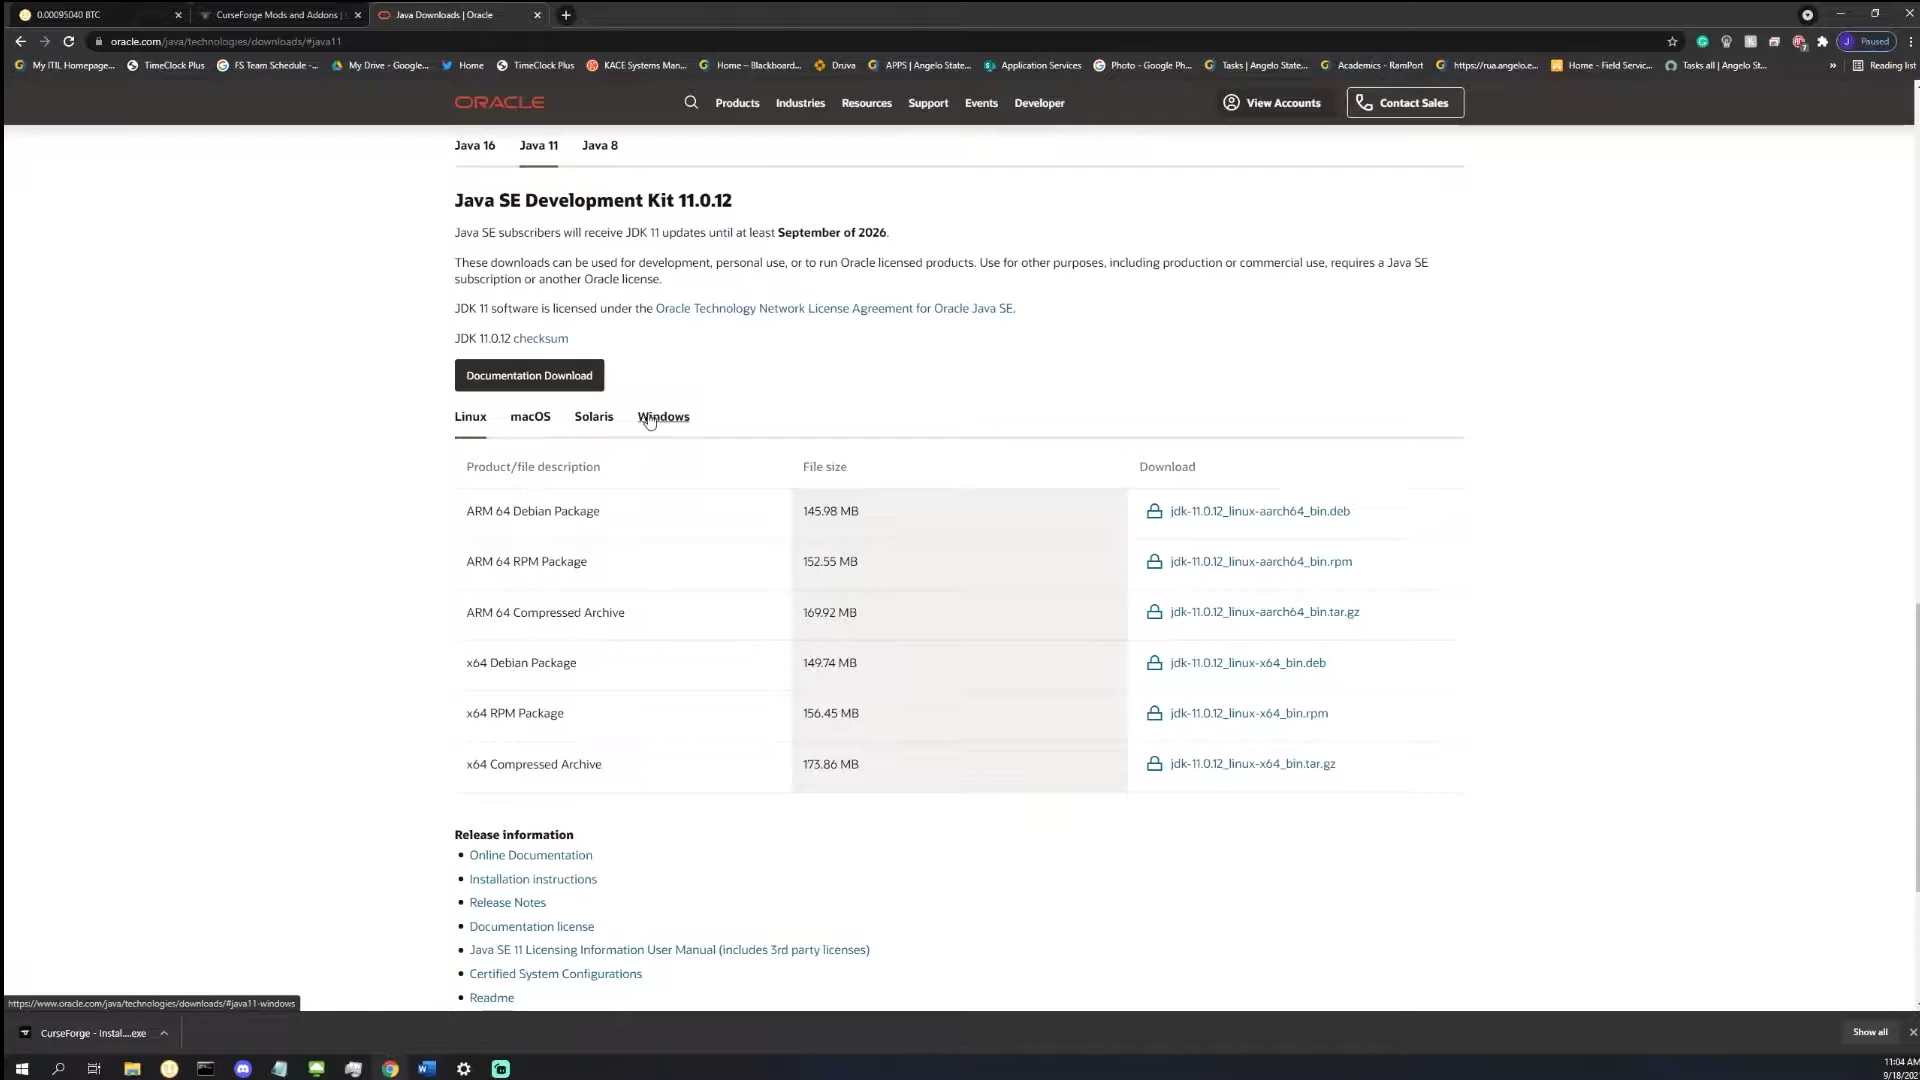 0.00095040 BTC
CurseForge Mods and Addons |
Java Downloads | Oracle
oracle.com/java/technologies/downloads/#java11
Paused
My ITIL Homepage...
TimeClock Plus
FS Team Schedule -...
My Drive - Google...
Home
TimeClock Plus
KACE Systems Man...
Home – Blackboard...
Druva
APPS | Angelo State...
Application Services
Photo - Google Ph...
Tasks | Angelo State...
Academics - RamPort
https://rua.angelo.e...
Home - Field Servic...
Tasks all | Angelo St...
»
Reading list
ORACLE
Products
Industries
Resources
Support
Events
Developer
View Accounts
Contact Sales
Java 16
Java 11
Java 8
Java SE Development Kit 11.0.12
Java SE subscribers will receive JDK 11 updates until at least September of 2026.
These downloads can be used for development, personal use, or to run Oracle licensed products. Use for other purposes, including production or commercial use, requires a Java SE
subscription or another Oracle license.
JDK 11 software is licensed under the Oracle Technology Network License Agreement for Oracle Java SE.
JDK 11.0.12 checksum
Documentation Download
Linux
macOS
Solaris
Windows
Product/file description
File size
Download
ARM 64 Debian Package
145.98 MB
jdk-11.0.12_linux-aarch64_bin.deb
ARM 64 RPM Package
152.55 MB
jdk-11.0.12_linux-aarch64_bin.rpm
ARM 64 Compressed Archive
169.92 MB
jdk-11.0.12_linux-aarch64_bin.tar.gz
x64 Debian Package
149.74 MB
jdk-11.0.12_linux-x64_bin.deb
x64 RPM Package
156.45 MB
jdk-11.0.12_linux-x64_bin.rpm
x64 Compressed Archive
173.86 MB
jdk-11.0.12_linux-x64_bin.tar.gz
Release information
• Online Documentation
• Installation instructions
• Release Notes
• Documentation license
• Java SE 11 Licensing Information User Manual (includes 3rd party licenses)
• Certified System Configurations
• Readme
https://www.oracle.com/java/technologies/downloads/#java11-windows
CurseForge - Instal....exe
Show all
11:04 AM
9/18/202